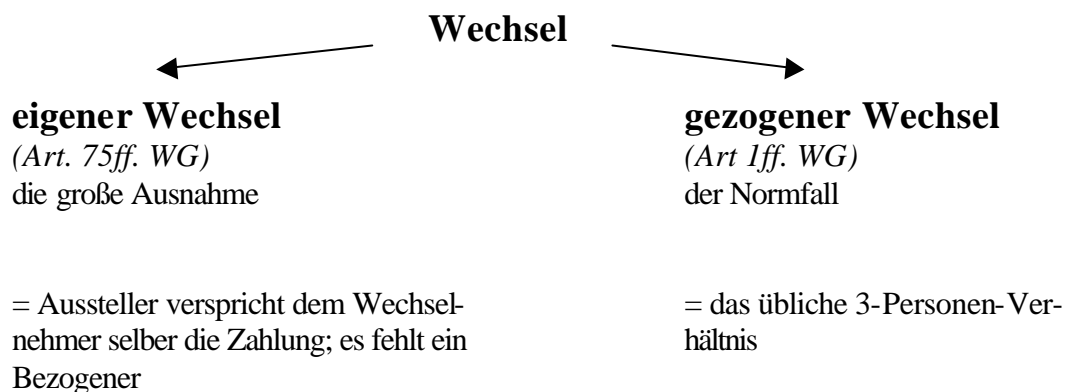 Wechsel
eigener Wechsel
(Art. 75ff. WG)
die große Ausnahme
= Aussteller verspricht dem Wechsel-
nehmer selber die Zahlung; es fehlt ein
Bezogener
gezogener Wechsel
(Art 1ff. WG)
der Normfall
= das übliche 3-Personen-Ver-
hältnis